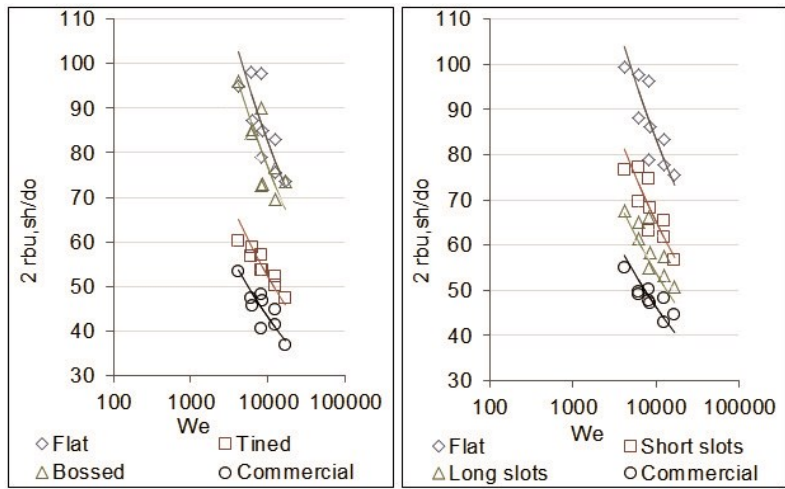 110
100
90
80
70
60
50
40
30
2 rbu,sh/do
100 1000 10000 100000
We
Flat Tined
Bossed Commercial
110
100
90
80
70
60
50
40
30
2 rbu,sh/do
100 1000 10000 100000
We
Flat Short slots
Long slots Commercial